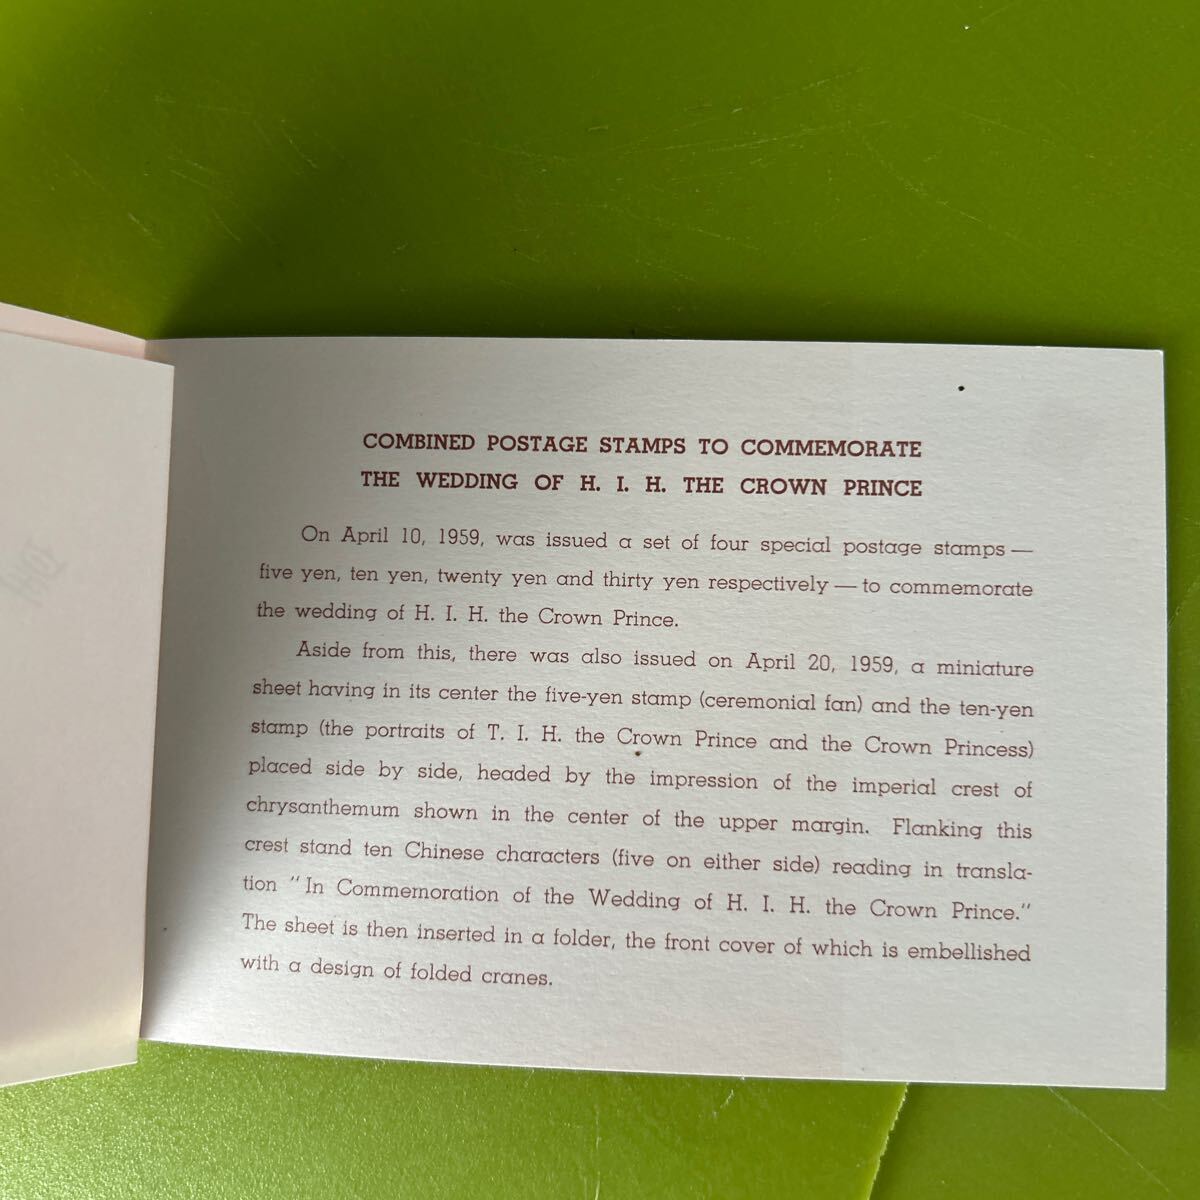 COMBINED POSTAGE STAMPS TO COMMEMORATE
THE WEDDING OF H. I. H. THE CROWN PRINCE
On April 10, 1959, was issued a set of four special postage stamps —
five yen, ten yen, twenty yen and thirty yen respectively — to commemorate
the wedding of H. I. H. the Crown Prince.
Aside from this, there was also issued on April 20, 1959, a miniature
sheet having in its center the five-yen stamp (ceremonial fan) and the ten-yen
stamp (the portraits of T. I. H. the Crown Prince and the Crown Princess)
placed side by side, headed by the impression of the imperial crest of
chrysanthemum shown in the center of the upper margin. Flanking this
crest stand ten Chinese characters (five on either side) reading in transla-
tion "In Commemoration of the Wedding of H. I. H. the Crown Prince."
The sheet is then inserted in a folder, the front cover of which is embellished
with a design of folded cranes.